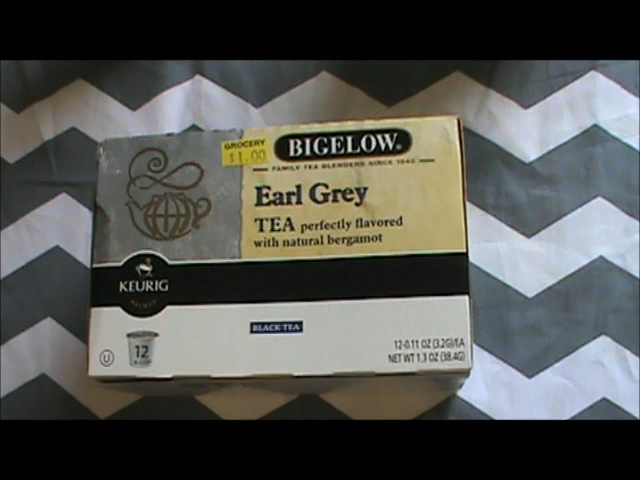 GROCERY
$1.00
BIGELOW®
FAMILY TEA BLENDERS SINCE 1945
Earl Grey
TEA perfectly flavored
with natural bergamot
KEURIG
BREWED
BLACK TEA
12
12-0.11 OZ (3.2G)/EA
NET WT 1.3 OZ (38.4G)
U